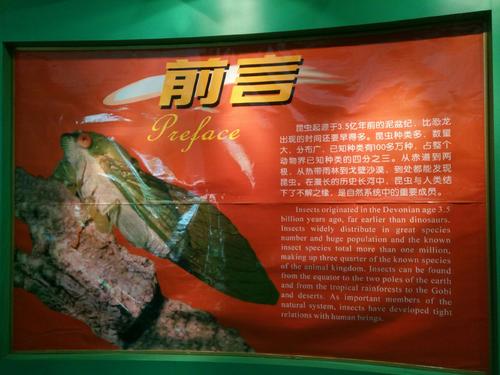 前言
Preface
昆虫起源于3.5亿年前的泥盆纪，比恐龙
出现的时间还要早得多。昆虫种类多，数量
大，分布广，已知种类有100多万种，占整个
动物界已知种类的四分之三。从赤道到两
极，从热带雨林到戈壁沙漠，到处都能发现
昆虫。在漫长的历史长河中，昆虫与人类结
下了不解之缘，是自然系统中的重要成员。
Insects originated in the Devonian age 3.5
billion years ago, far earlier than dinosaurs.
Insects widely distribute in great species
number and huge population and the known
insect species total more than one million,
making up three quarter of the known species
of the animal kingdom. Insects can be found
from the equator to the two poles of the earth
and from the tropical rainforests to the Gobi
and deserts. As important members of the
natural system, insects have developed tight
relations with human beings.